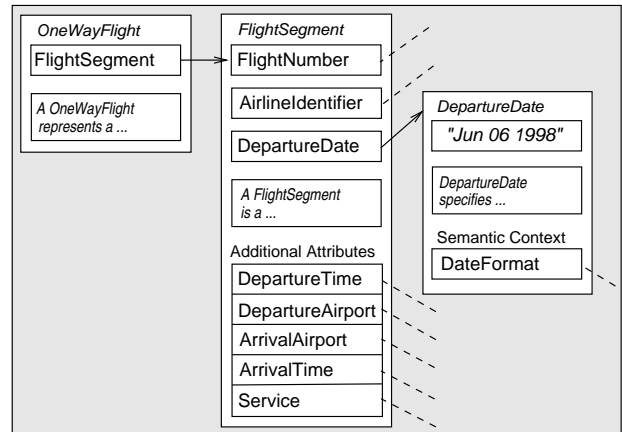 OneWayFlight
FlightSegment
A OneWayFlight
represents a ...
FlightSegment
FlightNumber
AirlineIdentifier
DepartureDate
A FlightSegment
is a ...
Additional Attributes
DepartureTime
DepartureAirport
ArrivalAirport
ArrivalTime
Service
DepartureDate
"Jun 06 1998"
DepartureDate
specifies ...
Semantic Context
DateFormat